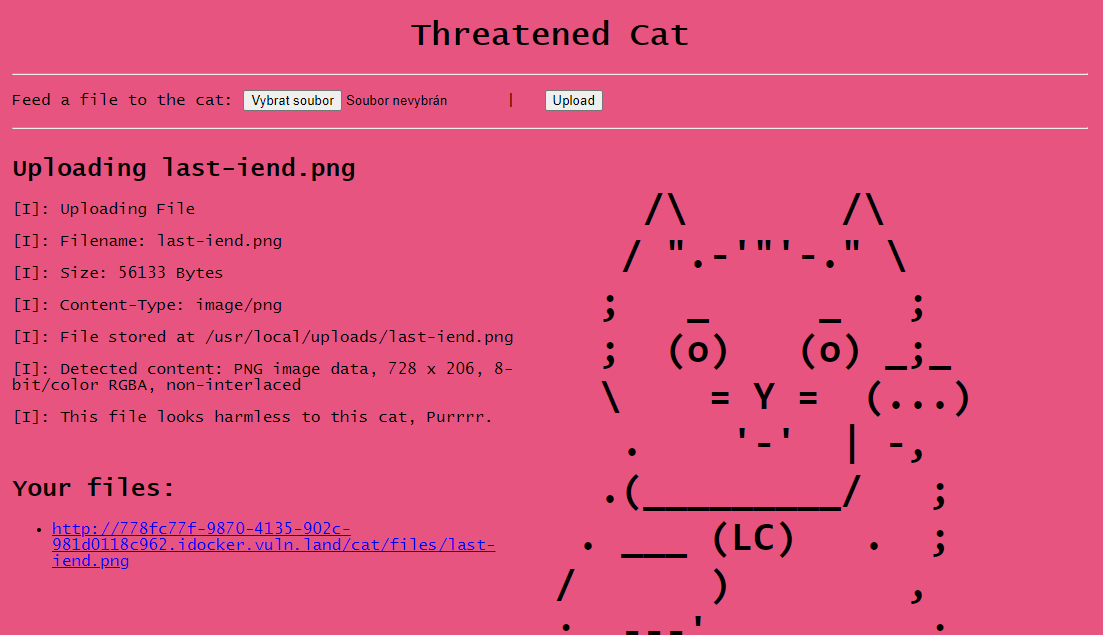 Threatened Cat
Feed a file to the cat: Vybrat soubor Soubor nevybrán | Upload
Uploading last-iend.png
[I]: Uploading File
[I]: Filename: last-iend.png
[I]: Size: 56133 Bytes
[I]: Content-Type: image/png
[I]: File stored at /usr/local/uploads/last-iend.png
[I]: Detected content: PNG image data, 728 x 206, 8-
bit/color RGBA, non-interlaced
[I]: This file looks harmless to this cat, Purrrr.
Your files:
http://778fc77f-9870-4135-902c-
981d0118c962.idocker.vuln.land/cat/files/last-
iend.png
    /\       /\
   / ".-'"'-." \
  ;   _     _   ;
  ;  (o)   (o) _;_
  \    = Y =  (...)
   .    '-'  | -,
  .(_________/   ;
 . ___ (LC)   .  ;
/      )        ,
.  ---'          .